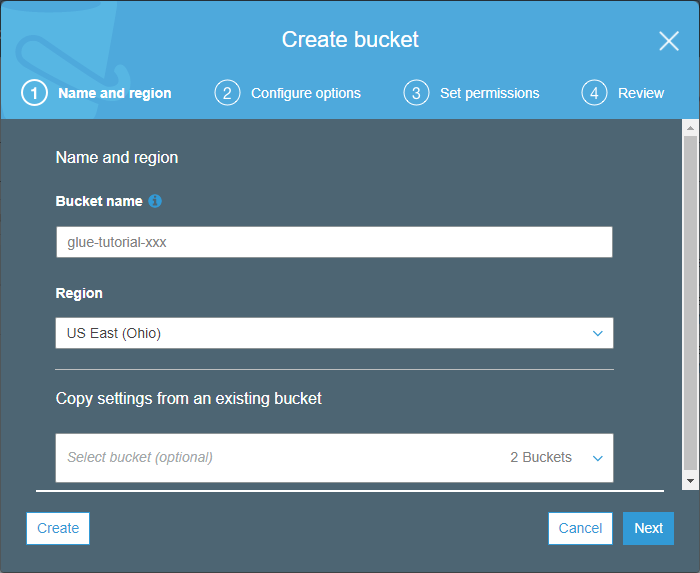 Create bucket
1 Name and region 2 Configure options 3 Set permissions 4 Review
Name and region
Bucket name
glue-tutorial-xxx
Region
US East (Ohio)
Copy settings from an existing bucket
Select bucket (optional) 2 Buckets
Create Cancel Next